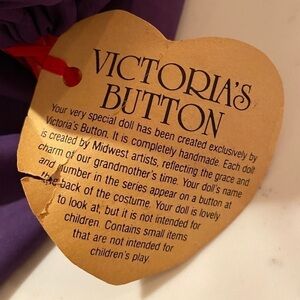 VICTORIA'S
BUTTON
Your very special doll has been created exclusively by
Victoria's Button. It is completely handmade. Each doll
is created by Midwest artists, reflecting the grace and
charm of our grandmother's time. Your doll's name
and number in the series appear on a button at
the back of the costume. Your doll is lovely
to look at, but it is not intended for
children. Contains small items
that are not intended for
children's play.